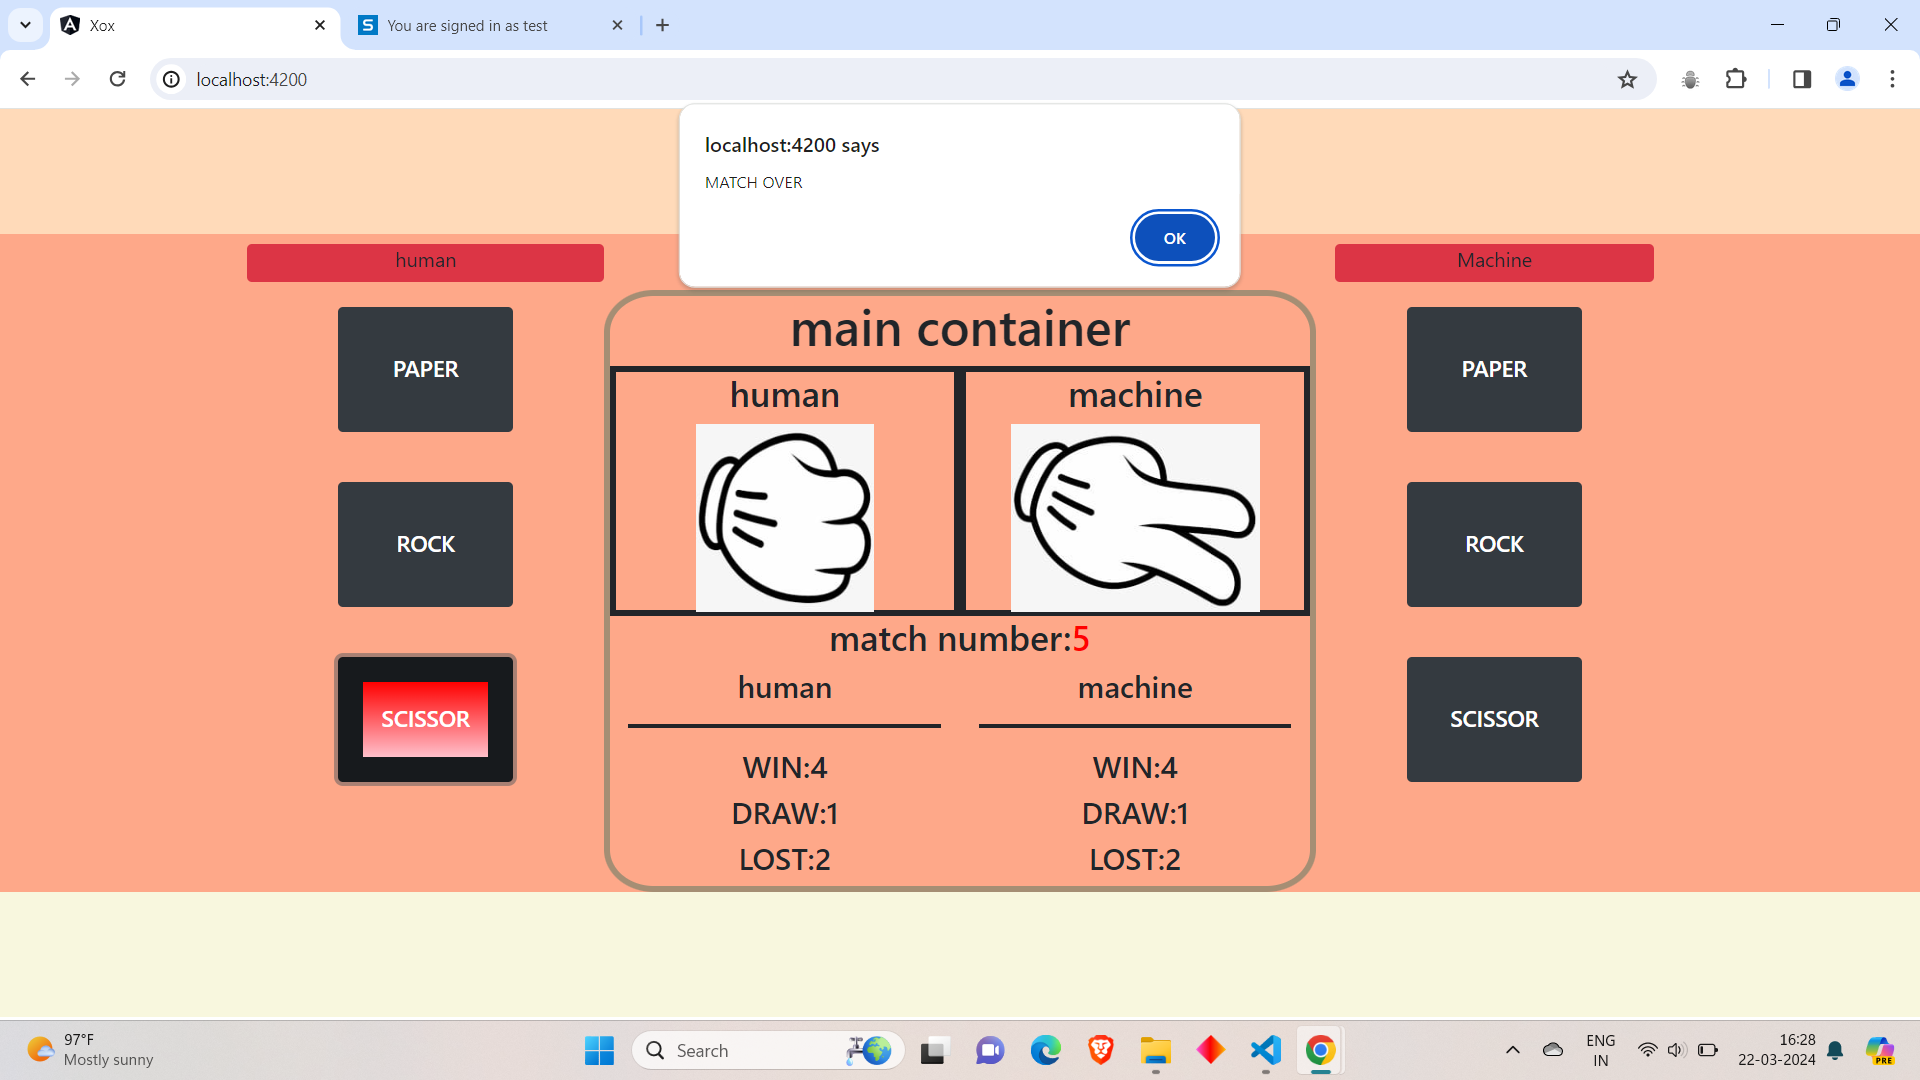 Xox
You are signed in as test
localhost:4200
localhost:4200 says
MATCH OVER
OK
human
Machine
PAPER
ROCK
SCISSOR
main container
human
machine
match number:5
human
machine
WIN:4
WIN:4
DRAW:1
DRAW:1
LOST:2
LOST:2
PAPER
ROCK
SCISSOR
97°F
Mostly sunny
Search
ENG
IN
16:28
22-03-2024
PRE